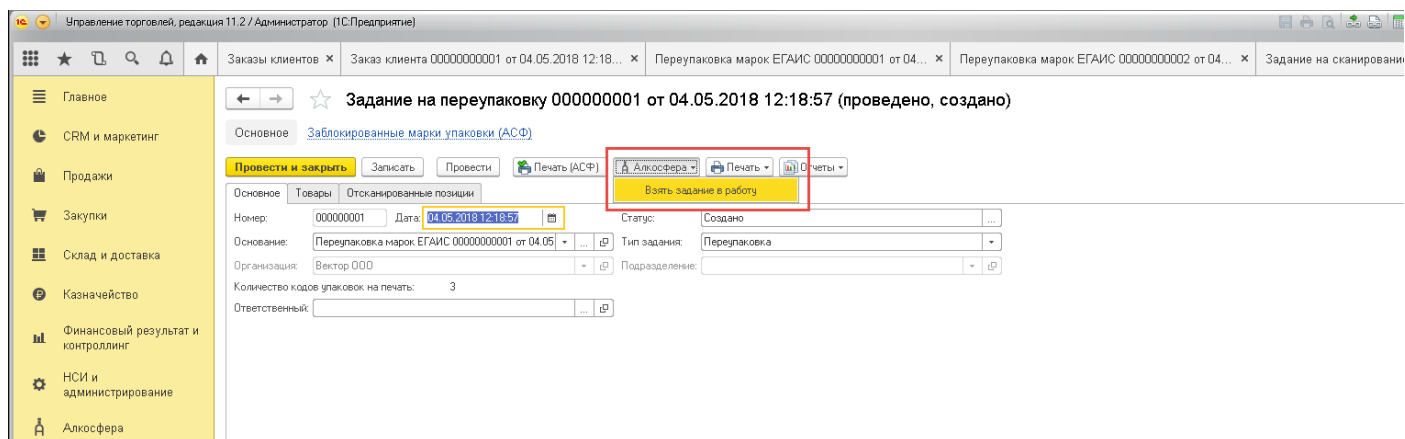 Управление торговлей, редакция 11.2 / Администратор (1С:Предприятие)
Заказы клиентов × Заказ клиента 00000000001 от 04.05.2018 12:18... × Переупаковка марок ЕГАИС 00000000001 от 04... × Переупаковка марок ЕГАИС 00000000002 от 04... × Задание на сканировани
Главное
CRM и маркетинг
Продажи
Закупки
Склад и доставка
Казначейство
Финансовый результат и
контроллинг
НСИ и
администрирование
Алкосфера
Задание на переупаковку 000000001 от 04.05.2018 12:18:57 (проведено, создано)
Основное Заблокированные марки упаковки (АСФ)
Провести и закрыть Записать Провести Печать (АСФ) Алкосфера Печать Отчеты
Взять задание в работу
Основное Товары Отсканированные позиции
Номер: 000000001 Дата: 04.05.2018 12:18:57 Статус: Создано ...
Основание: Переупаковка марок ЕГАИС 00000000001 от 04.05 ... Тип задания: Переупаковка
Организация: Вектор ООО Подразделение:
Количество кодов упаковок на печать: 3
Ответственный: ...